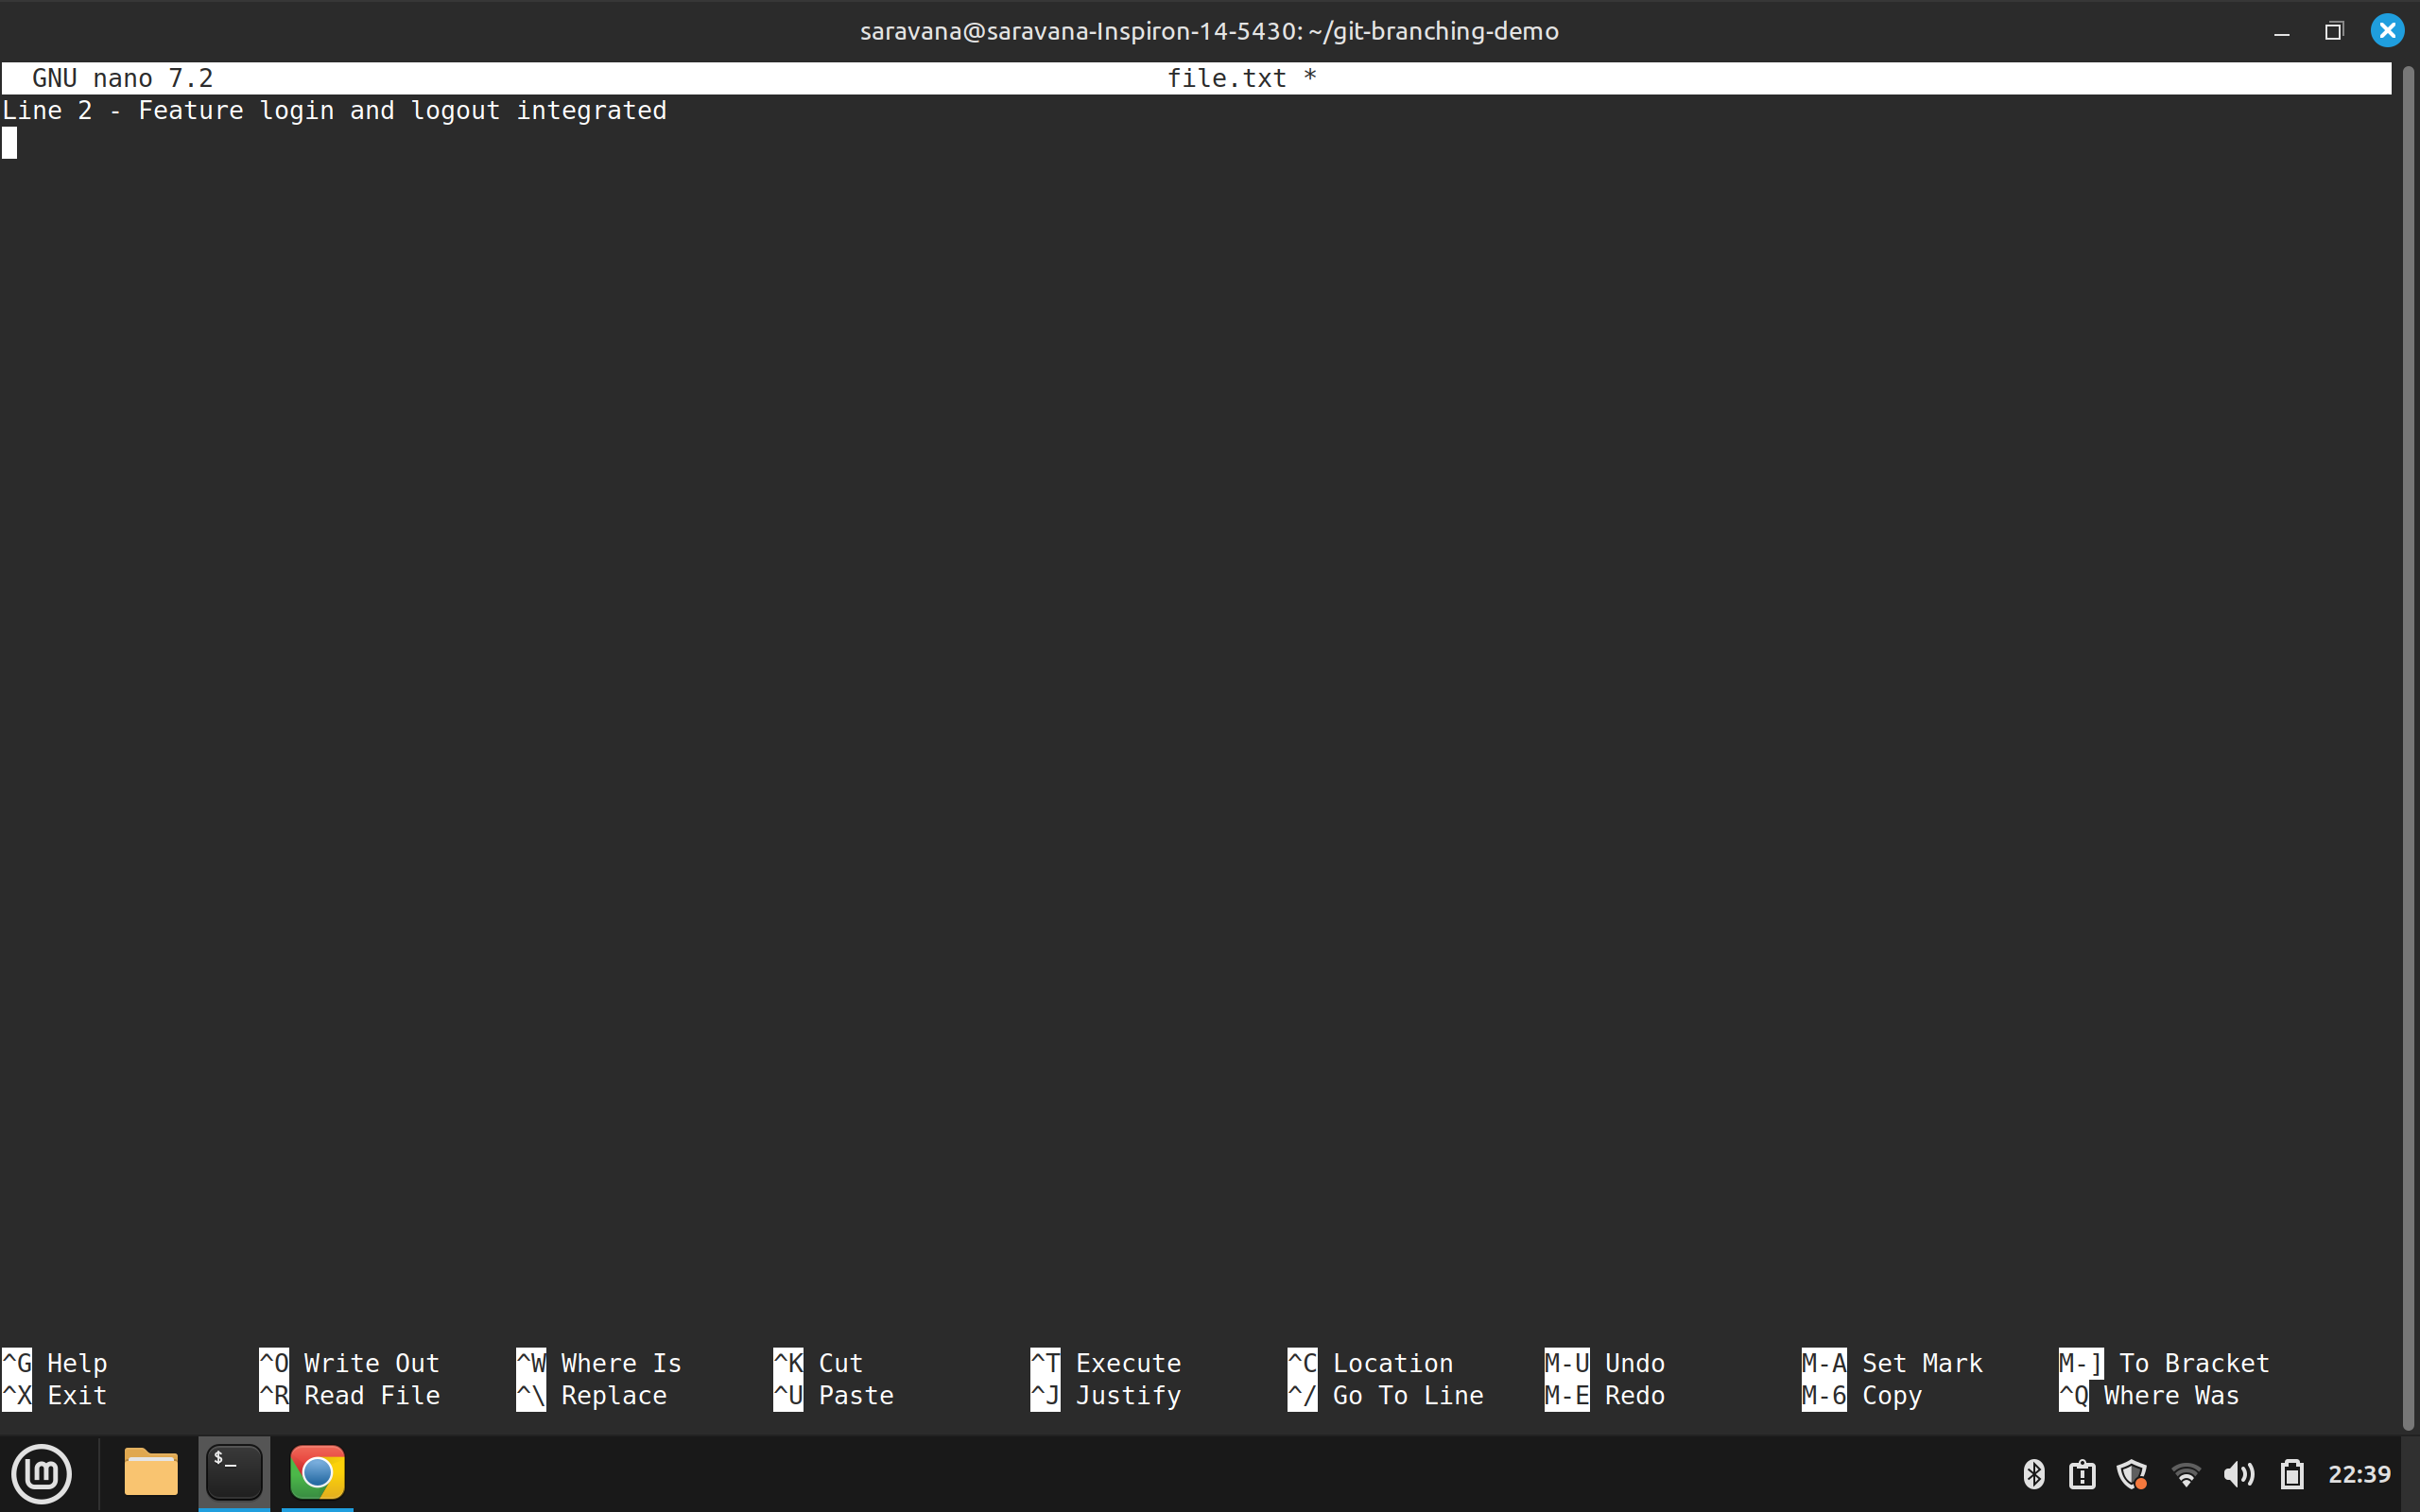 saravana@saravana-Inspiron-14-5430: ~/git-branching-demo
GNU nano 7.2 file.txt *
Line 2 - Feature login and logout integrated
^G Help ^O Write Out ^W Where Is ^K Cut ^T Execute ^C Location M-U Undo M-A Set Mark M-] To Bracket
^X Exit ^R Read File ^\ Replace ^U Paste ^J Justify ^/ Go To Line M-E Redo M-6 Copy ^Q Where Was
$_
22:39